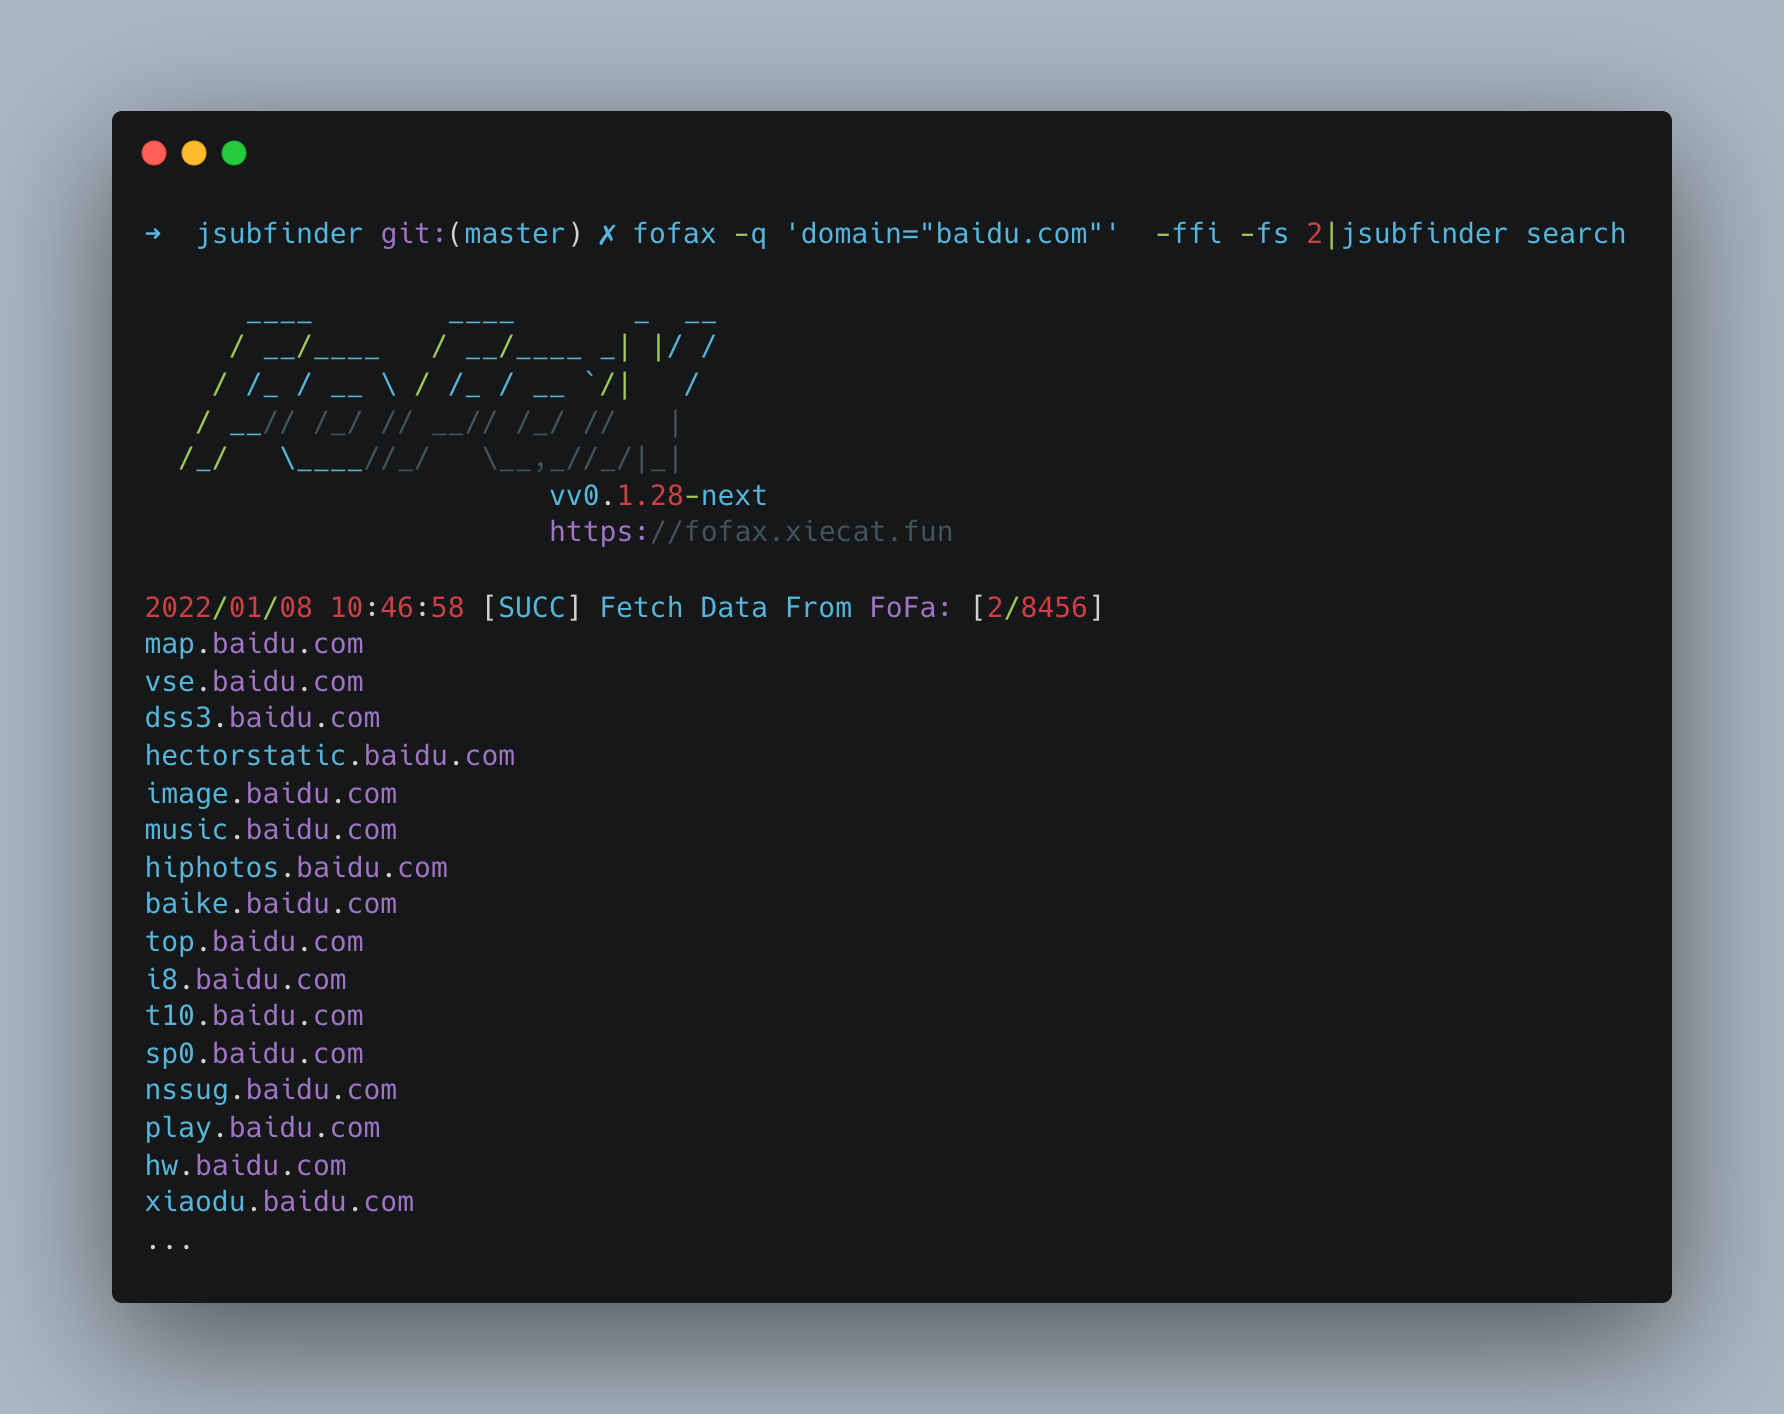 ➜  jsubfinder git:(master) ✗ fofax -q 'domain="baidu.com"'  -ffi -fs 2|jsubfinder search
      ____        ____       _  __
     / __/____   / __/____ _| |/ /
    / /_ / __ \ / /_ / __ `/|   /
   / __// /_/ // __// /_/ //   |
  /_/   \____//_/   \__,_//_/|_|
                        vv0.1.28-next
                        https://fofax.xiecat.fun
2022/01/08 10:46:58 [SUCC] Fetch Data From FoFa: [2/8456]
map.baidu.com
vse.baidu.com
dss3.baidu.com
hectorstatic.baidu.com
image.baidu.com
music.baidu.com
hiphotos.baidu.com
baike.baidu.com
top.baidu.com
i8.baidu.com
t10.baidu.com
sp0.baidu.com
nssug.baidu.com
play.baidu.com
hw.baidu.com
xiaodu.baidu.com
...